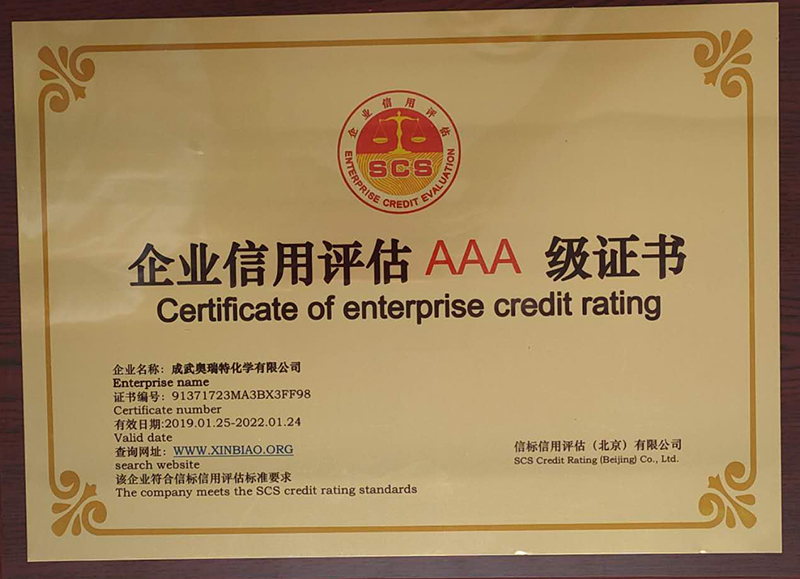 企业信用评估
SCS
ENTERPRISE CREDIT EVALUATION
企业信用评估 AAA 级证书
Certificate of enterprise credit rating
企业名称：成武奥瑞特化学有限公司
Enterprise name
证书编号：91371723MA3BX3FF98
Certificate number
有效日期:2019.01.25-2022.01.24
Valid date
查询网址：WWW.XINBIAO.ORG
search website
该企业符合信标信用评估标准要求
The company meets the SCS credit rating standards
信标信用评估（北京）有限公司
SCS Credit Rating (Beijing) Co., Ltd.